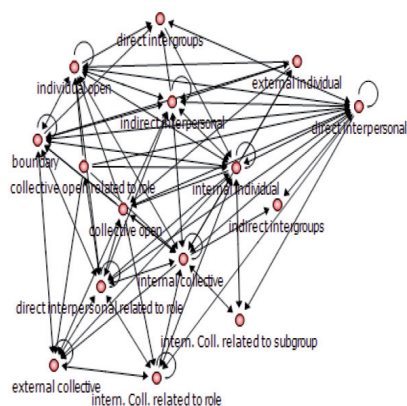 direct intergroups
external individual
individual open
indirect interpersonal
direct interpersonal
boundary
internal individual
collective open related to role
indirect intergroups
collective open
internal collective
direct interpersonal related to role
intern. Coll. related to subgroup
external collective
intern. Coll. related to role